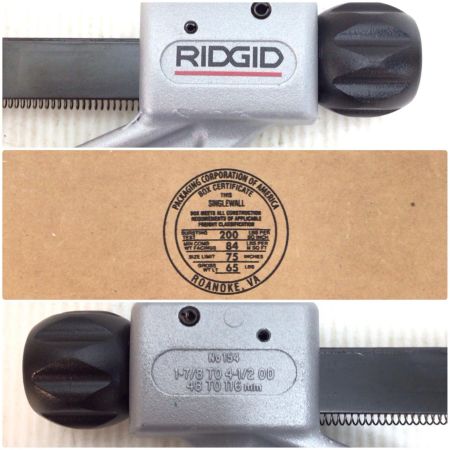 RIDGID
PACKAGING CORPORATION OF AMERICA
BOX CERTIFICATE
THIS
SINGLEWALL
BOX MEETS ALL CONSTRUCTION
REQUIREMENTS OF APPLICABLE
FREIGHT CLASSIFICATION
BURSTING TEST 200 LBS PER SQ INCH
MIN COMB WT FACINGS 84 LBS PER M SQ FT
SIZE LIMIT 75 INCHES
GROSS WT LT 65 LBS
ROANOKE, VA
No 154
1-7/8 TO 4-1/2 OD
48 TO 116 mm